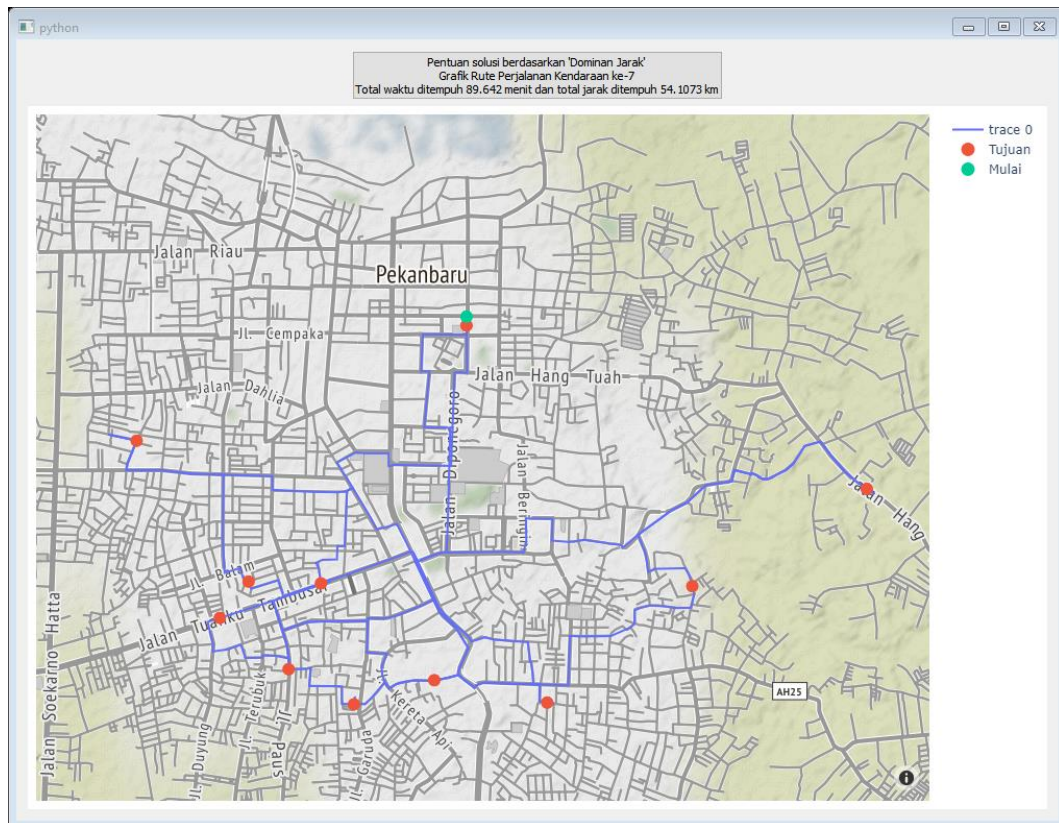 python
Pentuan solusi berdasarkan 'Dominan Jarak'
Grafik Rute Perjalanan Kendaraan ke-7
Total waktu ditempuh 89.642 menit dan total jarak ditempuh 54.1073 km
trace 0
Tujuan
Mulai
Jalan Riau
Pekanbaru
Jl. Cempaka
Jalan Hang Tuah
Jalan Dahlia
Jalan Diponegoro
Jalan Beringin
Jalan Hang
Jl. Balam
Jalan Tuanku Tambusai
Jalan Soekarno Hatta
Jl. Terubuk
Jl. Kereta Api
AH25
Jl. Duyung
Jl. Paus
Jl. Garuda